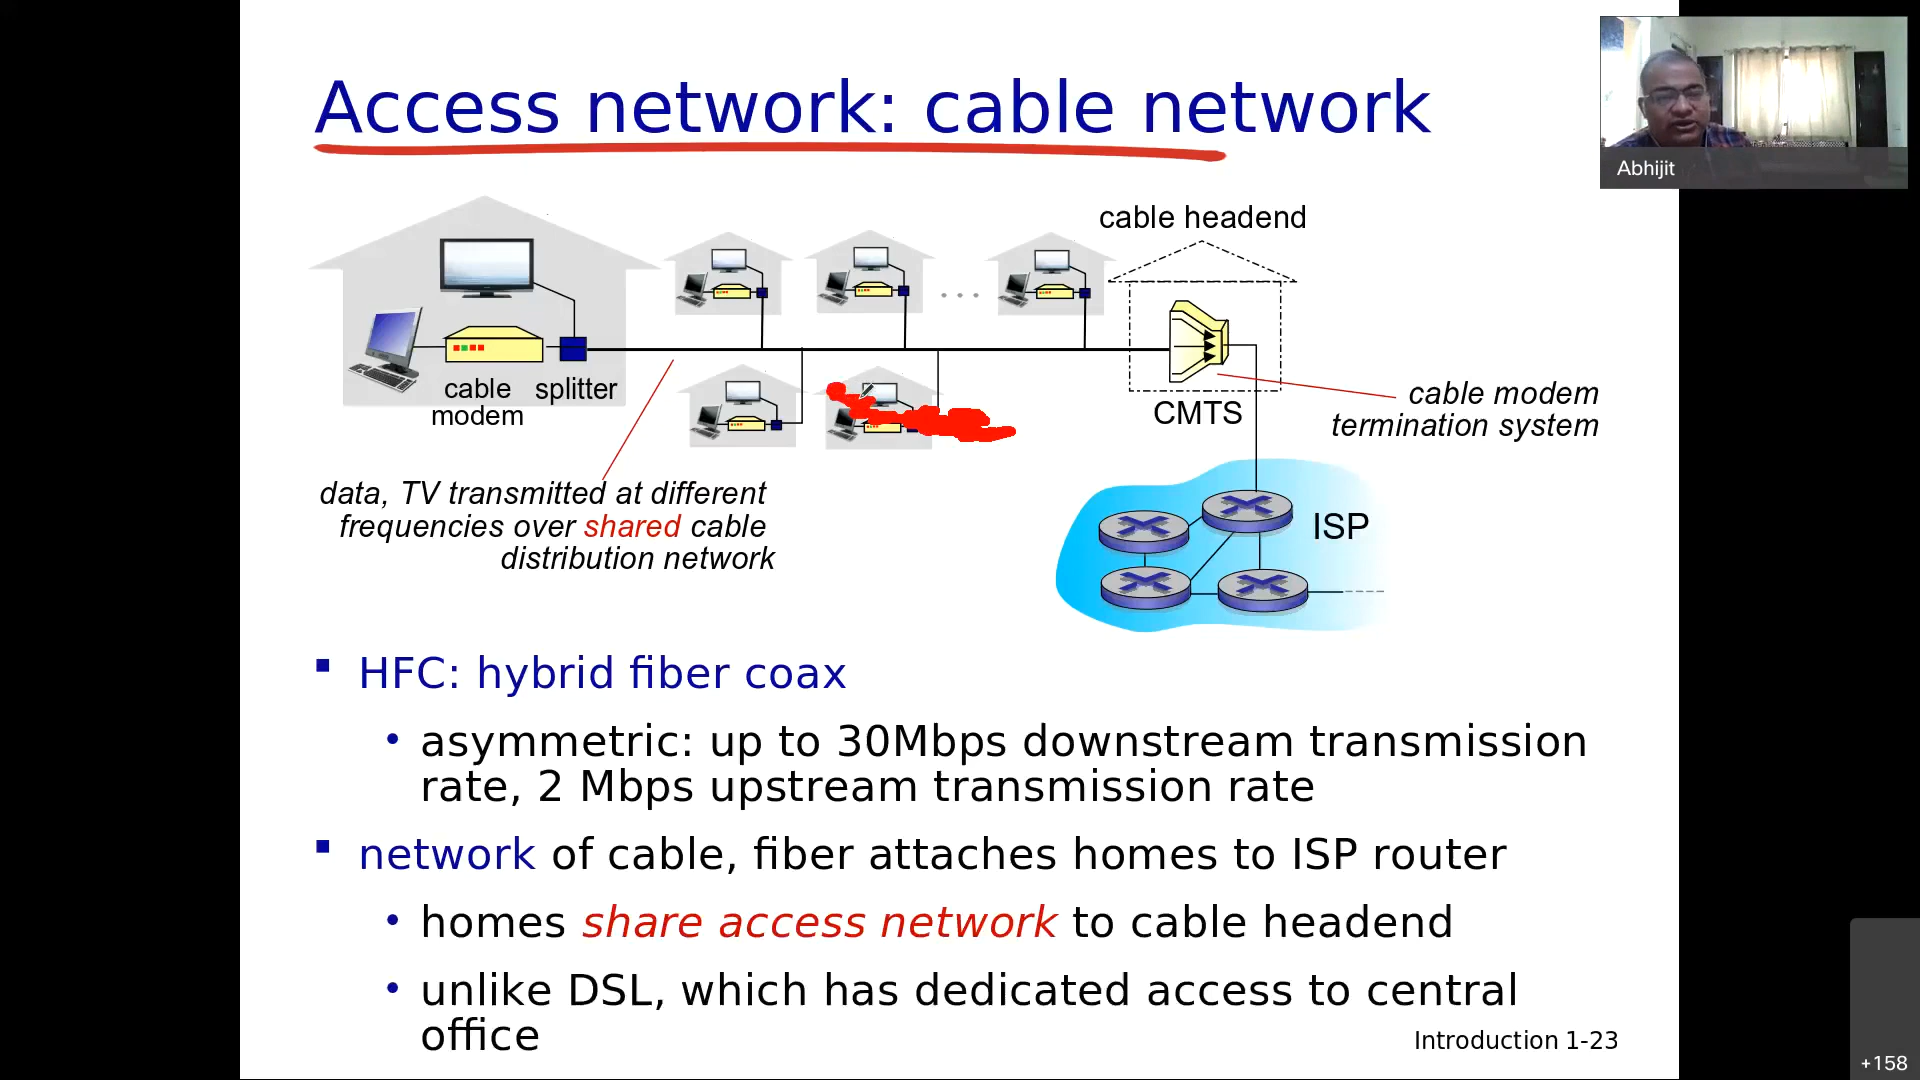 Access network: cable network
Abhijit
cable headend
cable
modem
splitter
CMTS
cable modem
termination system
data, TV transmitted at different
frequencies over shared cable
distribution network
ISP
HFC: hybrid fiber coax
asymmetric: up to 30Mbps downstream transmission
rate, 2 Mbps upstream transmission rate
network of cable, fiber attaches homes to ISP router
homes share access network to cable headend
unlike DSL, which has dedicated access to central
office
Introduction 1-23
+158